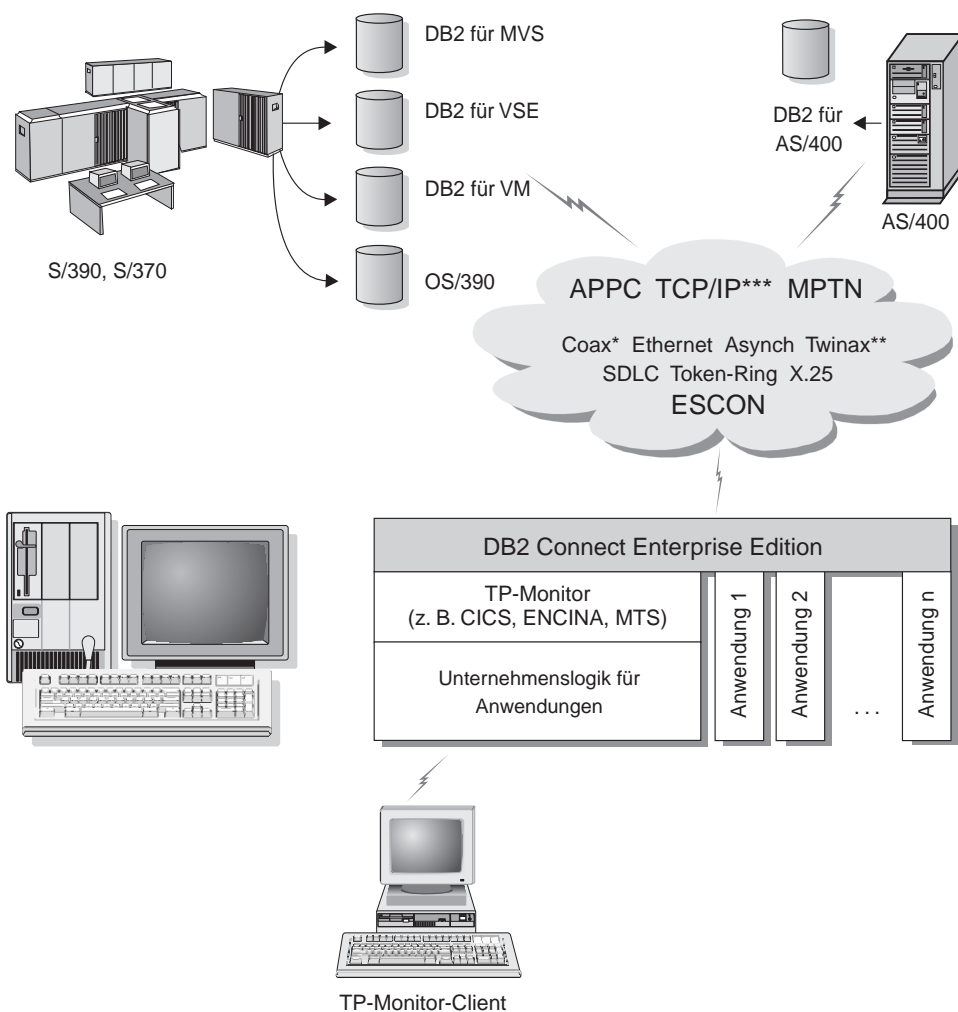 DB2 für MVS
DB2 für VSE
DB2 für VM
OS/390
S/390, S/370
DB2 für
AS/400
AS/400
APPC TCP/IP*** MPTN
Coax* Ethernet Asynch Twinax**
SDLC Token-Ring X.25
ESCON
DB2 Connect Enterprise Edition
TP-Monitor
(z. B. CICS, ENCINA, MTS)
Unternehmenslogik für
Anwendungen
Anwendung 1
Anwendung 2
. . .
Anwendung n
TP-Monitor-Client